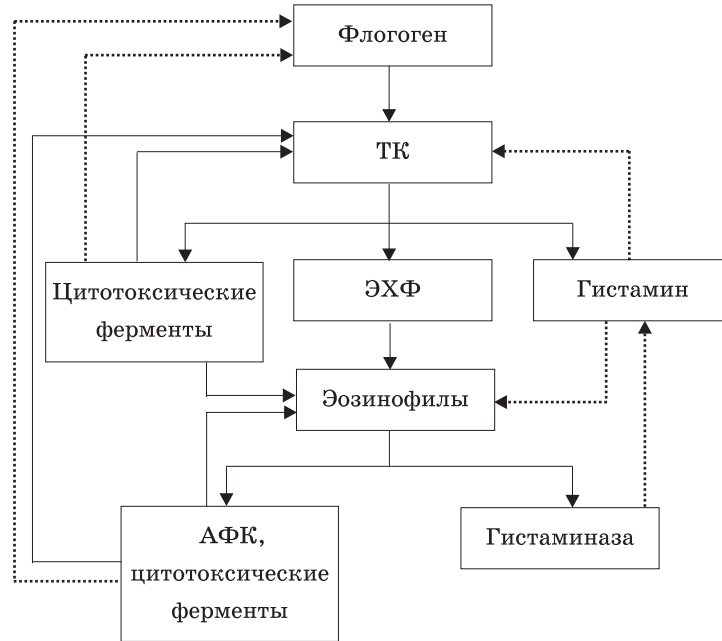 Флогоген
ТК
Цитотоксические
ферменты
ЭХФ
Гистамин
Эозинофилы
АФК,
цитотоксические
ферменты
Гистаминаза